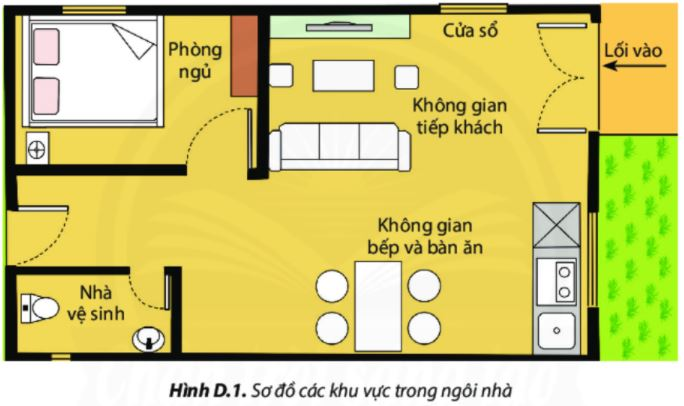 Phòng
ngủ
Cửa sổ
Lối vào
Không gian
tiếp khách
Không gian
bếp và bàn ăn
Nhà
vệ sinh
Hình D.1. Sơ đồ các khu vực trong ngôi nhà